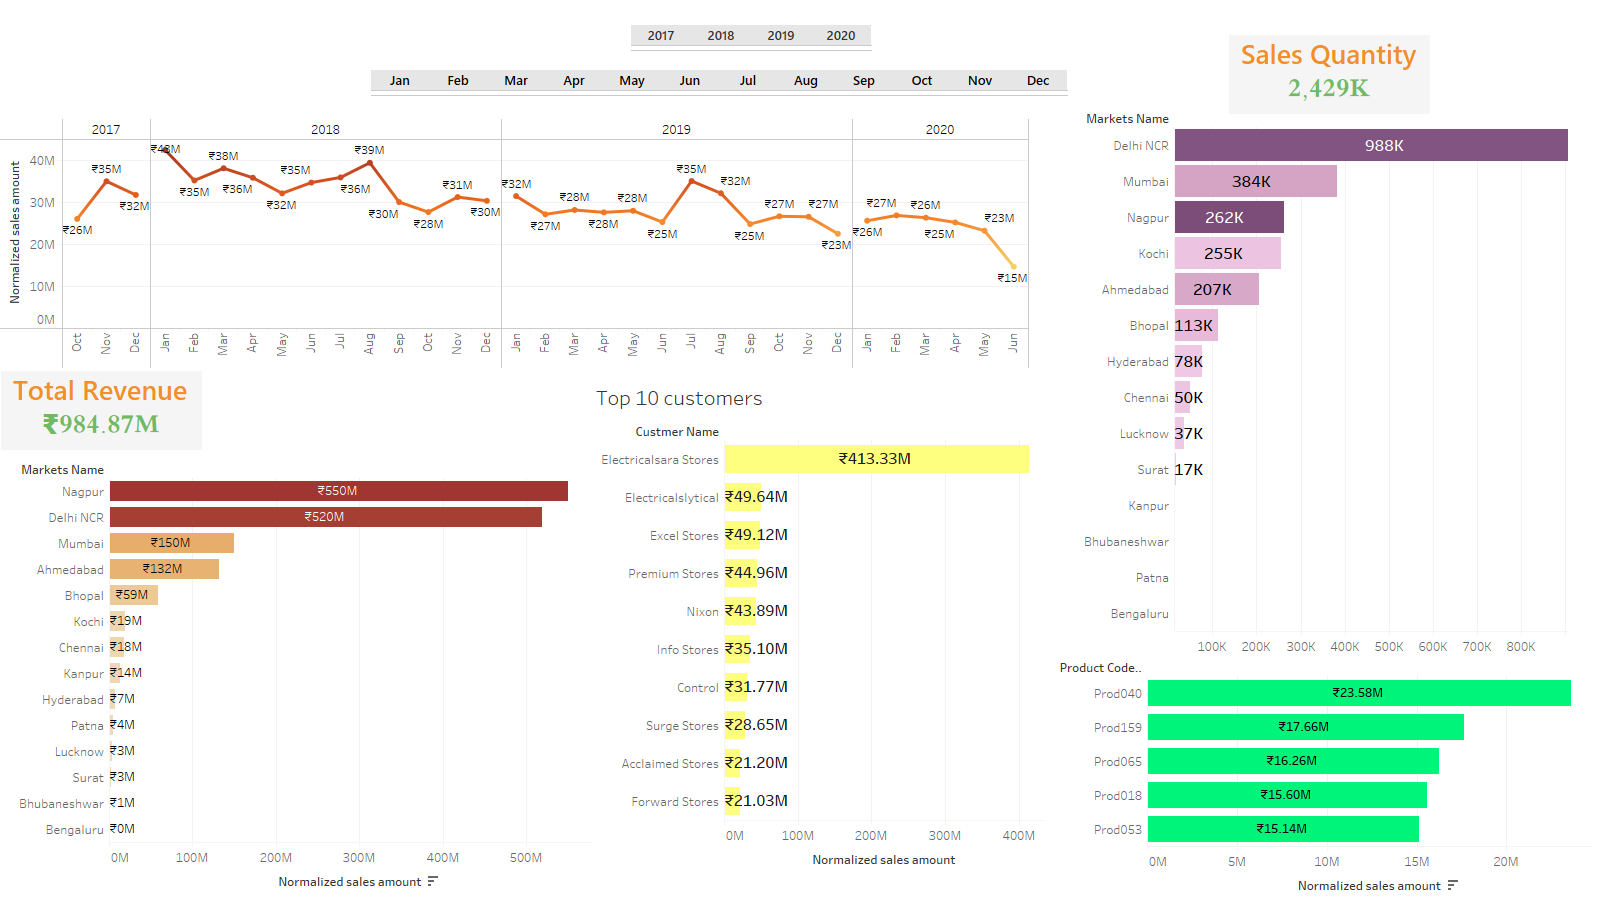 2017 2018 2019 2020
Jan Feb Mar Apr May Jun Jul Aug Sep Oct Nov Dec
2017 2018 2019 2020
Normalized sales amount
40M
30M
20M
10M
0M
₹26M ₹35M ₹32M ₹43M ₹35M ₹38M ₹36M ₹32M ₹35M ₹36M ₹39M ₹30M ₹28M ₹31M ₹30M ₹32M ₹27M ₹28M ₹28M ₹28M ₹25M ₹35M ₹32M ₹25M ₹27M ₹27M ₹23M ₹26M ₹27M ₹26M ₹25M ₹23M ₹15M
Oct Nov Dec Jan Feb Mar Apr May Jun Jul Aug Sep Oct Nov Dec Jan Feb Mar Apr May Jun Jul Aug Sep Oct Nov Dec Jan Feb Mar Apr May Jun
Total Revenue
₹984.87M
Markets Name
Nagpur ₹550M
Delhi NCR ₹520M
Mumbai ₹150M
Ahmedabad ₹132M
Bhopal ₹59M
Kochi ₹19M
Chennai ₹18M
Kanpur ₹14M
Hyderabad ₹7M
Patna ₹4M
Lucknow ₹3M
Surat ₹3M
Bhubaneshwar ₹1M
Bengaluru ₹0M
0M 100M 200M 300M 400M 500M
Normalized sales amount
Top 10 customers
Custmer Name
Electricalsara Stores ₹413.33M
Electricalslytical ₹49.64M
Excel Stores ₹49.12M
Premium Stores ₹44.96M
Nixon ₹43.89M
Info Stores ₹35.10M
Control ₹31.77M
Surge Stores ₹28.65M
Acclaimed Stores ₹21.20M
Forward Stores ₹21.03M
0M 100M 200M 300M 400M
Normalized sales amount
Sales Quantity
2,429K
Markets Name
Delhi NCR 988K
Mumbai 384K
Nagpur 262K
Kochi 255K
Ahmedabad 207K
Bhopal 113K
Hyderabad 78K
Chennai 50K
Lucknow 37K
Surat 17K
Kanpur
Bhubaneshwar
Patna
Bengaluru
100K 200K 300K 400K 500K 600K 700K 800K
Product Code..
Prod040 ₹23.58M
Prod159 ₹17.66M
Prod065 ₹16.26M
Prod018 ₹15.60M
Prod053 ₹15.14M
0M 5M 10M 15M 20M
Normalized sales amount